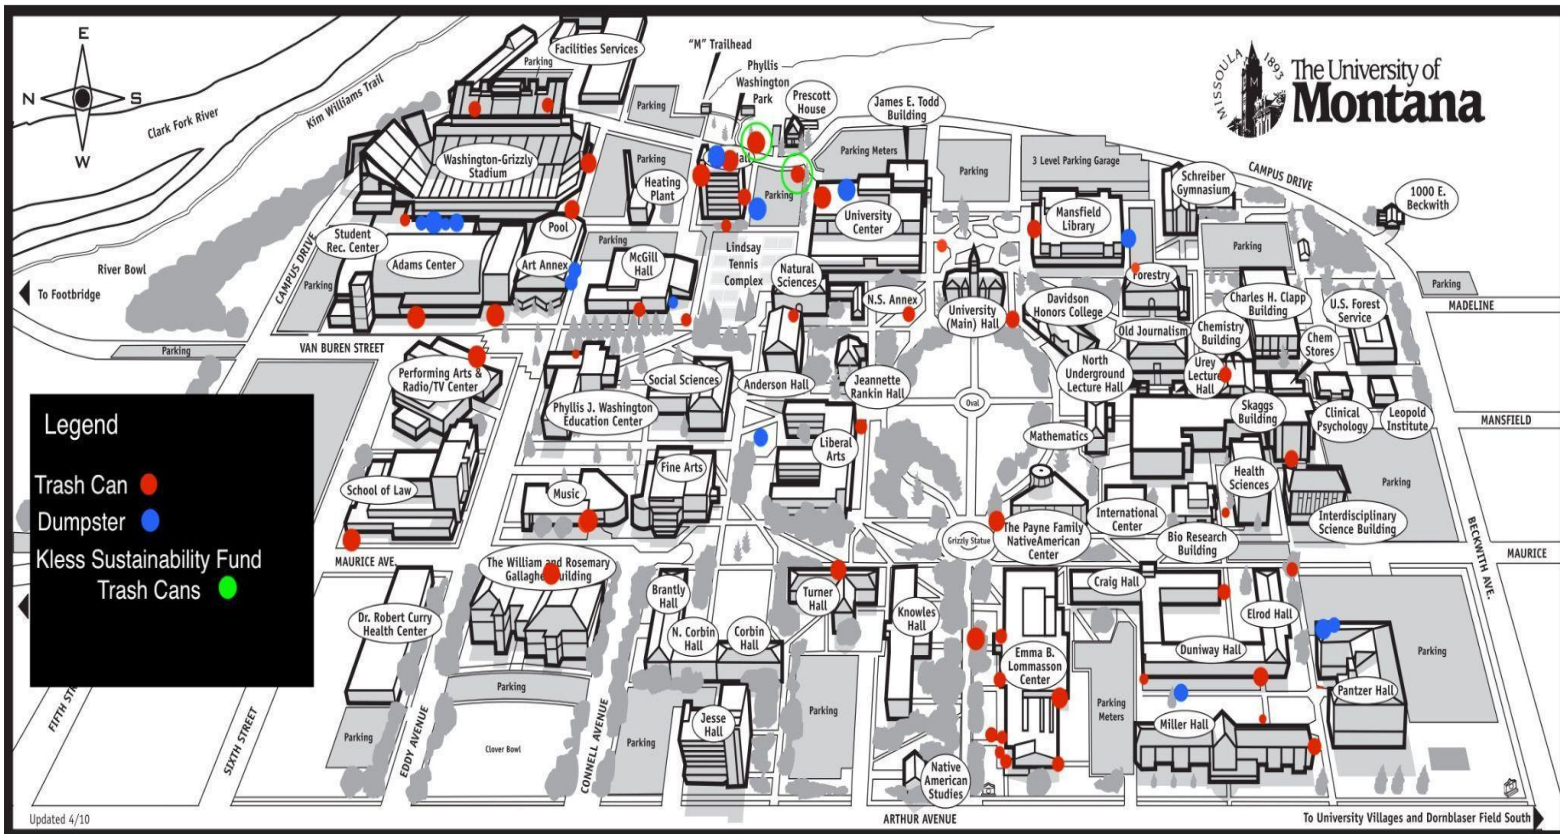 E
N
S
W
Clark Fork River
Kim Williams Trail
Facilities Services
Parking
"M" Trailhead
Phyllis
Washington
Park
Prescott
House
James E. Todd
Building
MISSOULA
1893
M
The University of
Montana
Parking
Parking Meters
Parking
3 Level Parking Garage
Schreiber
Gymnasium
CAMPUS DRIVE
1000 E.
Beckwith
Washington-Grizzly
Stadium
Parking
Heating
Plant
Parking
University
Center
Mansfield
Library
Student
Rec. Center
Pool
Parking
Lindsay
Tennis
Complex
Parking
River Bowl
CAMPUS DRIVE
Adams Center
Art Annex
McGill
Hall
Natural
Sciences
N.S. Annex
University
(Main) Hall
Davidson
Honors College
Forestry
Charles H. Clapp
Building
U.S. Forest
Service
Parking
MADELINE
To Footbridge
Parking
Parking
VAN BUREN STREET
Performing Arts &
Radio/TV Center
Phyllis J. Washington
Education Center
Social Sciences
Anderson Hall
Jeannette
Rankin Hall
North
Underground
Lecture Hall
Old Journalism
Chemistry
Building
Chem
Stores
Urey
Lecture
Hall
Oval
Legend
Trash Can
Dumpster
Kless Sustainability Fund
Trash Cans
Liberal
Arts
Mathematics
Skaggs
Building
Clinical
Psychology
Leopold
Institute
MANSFIELD
School of Law
Music
Fine Arts
Health
Sciences
Parking
Grizzly Statue
The Payne Family
NativeAmerican
Center
International
Center
Bio Research
Building
Interdisciplinary
Science Building
BECKWITH AVE.
MAURICE AVE.
MAURICE
The William and Rosemary
Gallagher Building
Dr. Robert Curry
Health Center
Brantly
Hall
N. Corbin
Hall
Corbin
Hall
Turner
Hall
Knowles
Hall
Craig Hall
Elrod Hall
Emma B.
Lommasson
Center
Duniway Hall
Parking
Pantzer Hall
FIFTH
SIXTH STREET
Parking
EDDY AVENUE
Parking
Clover Bowl
CONNELL AVENUE
Parking
Jesse
Hall
Parking
Parking
Meters
Miller Hall
Native
American
Studies
Updated 4/10
ARTHUR AVENUE
To University Villages and Dornblaser Field South